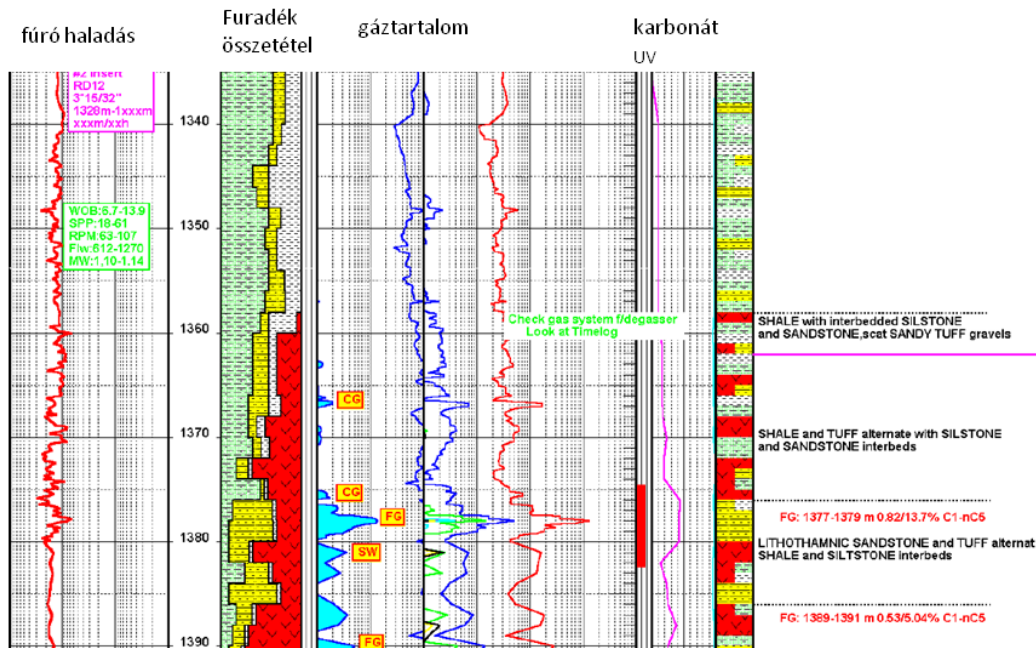 fúró haladás
Furadék
összetétel
gáztartalom
karbonát
UV
#2 insert
RD12
3"15/32"
1328m-1xxxm
xxxm/xxh
WOB:6.7-13.9
SPP:18-61
RPM:63-107
Flw:612-1270
MW:1,10-1.14
1340
1350
1360
1370
1380
1390
Check gas system f/degasser
Look at Timelog
CG
CG
FG
SW
FG
SHALE with interbedded SILSTONE
and SANDSTONE,scat SANDY TUFF gravels
SHALE and TUFF alternate with SILSTONE
and SANDSTONE interbeds
FG: 1377-1379 m 0.82/13.7% C1-nC5
LITHOTHAMNIC SANDSTONE and TUFF alternat
SHALE and SILTSTONE interbeds
FG: 1389-1391 m 0.53/5.04% C1-nC5